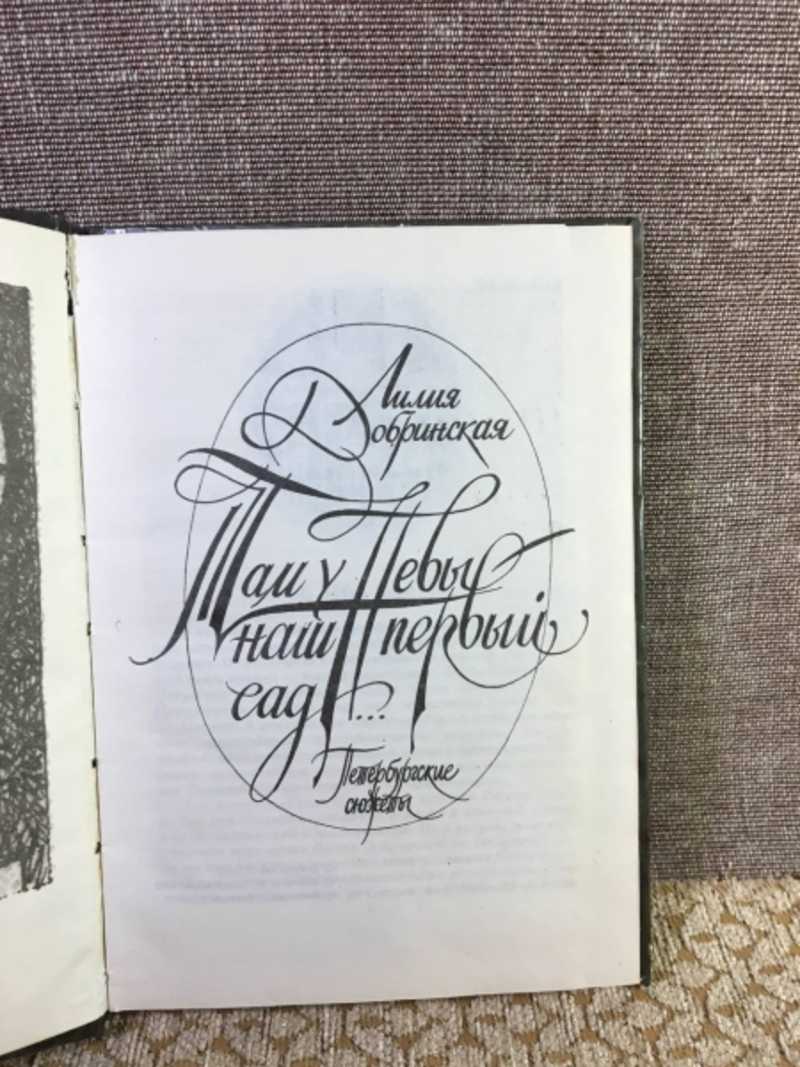 Лилия
Добринская
Там у Невы
наш первый
сад...
Петербургские
сюжеты